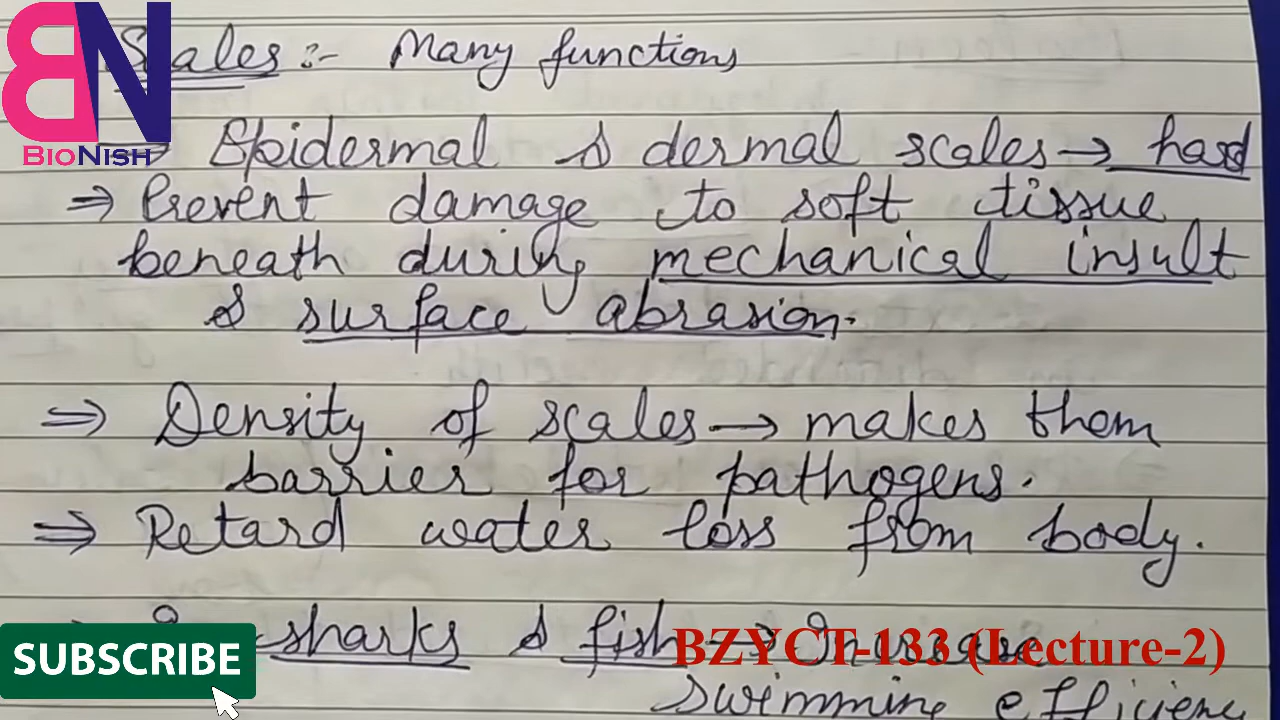 BN
BIONISH
Scales :- Many functions
⇒ Epidermal & dermal scales → hard
⇒ Prevent damage to soft tissue
beneath during mechanical insult
& surface abrasion.
⇒ Density of scales → makes them
barrier for pathogens.
⇒ Retard water loss from body.
sharks & fish → Increase
swimming efficienc
SUBSCRIBE
BZYCT-133 (Lecture-2)